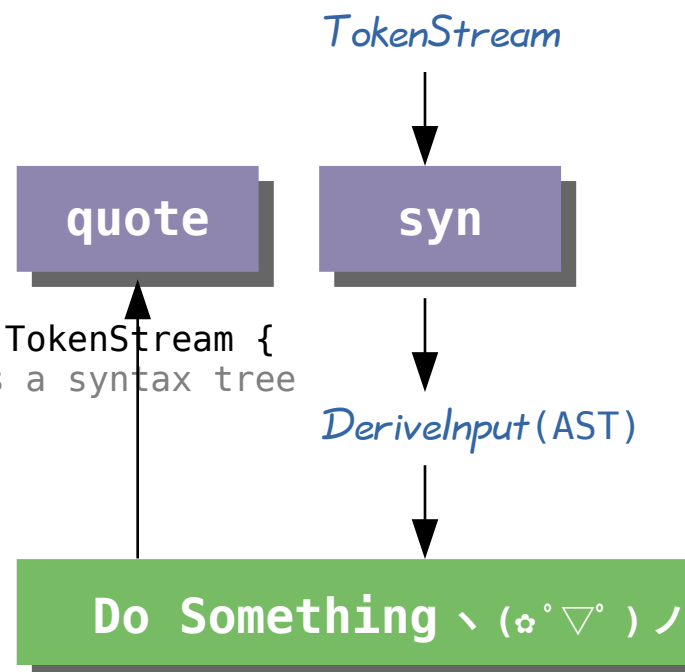 TokenStream
quote
syn
TokenStream {
s a syntax tree
DeriveInput(AST)
Do Something ヽ(✿゚▽゚)ノ